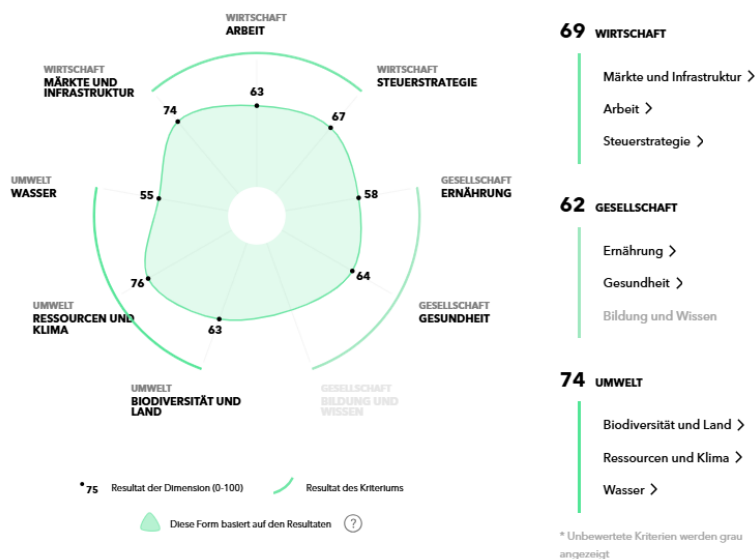 WIRTSCHAFT
ARBEIT
WIRTSCHAFT
MÄRKTE UND
INFRASTRUKTUR
WIRTSCHAFT
STEUERSTRATEGIE
63
74
67
UMWELT
WASSER
55
58
GESELLSCHAFT
ERNÄHRUNG
76
64
UMWELT
RESSOURCEN UND
KLIMA
63
GESELLSCHAFT
GESUNDHEIT
UMWELT
BIODIVERSITÄT UND
LAND
GESELLSCHAFT
BILDUNG UND
WISSEN
75 Resultat der Dimension (0-100)
Resultat des Kriteriums
Diese Form basiert auf den Resultaten ?
69 WIRTSCHAFT
Märkte und Infrastruktur >
Arbeit >
Steuerstrategie >
62 GESELLSCHAFT
Ernährung >
Gesundheit >
Bildung und Wissen
74 UMWELT
Biodiversität und Land >
Ressourcen und Klima >
Wasser >
* Unbewertete Kriterien werden grau
angezeigt